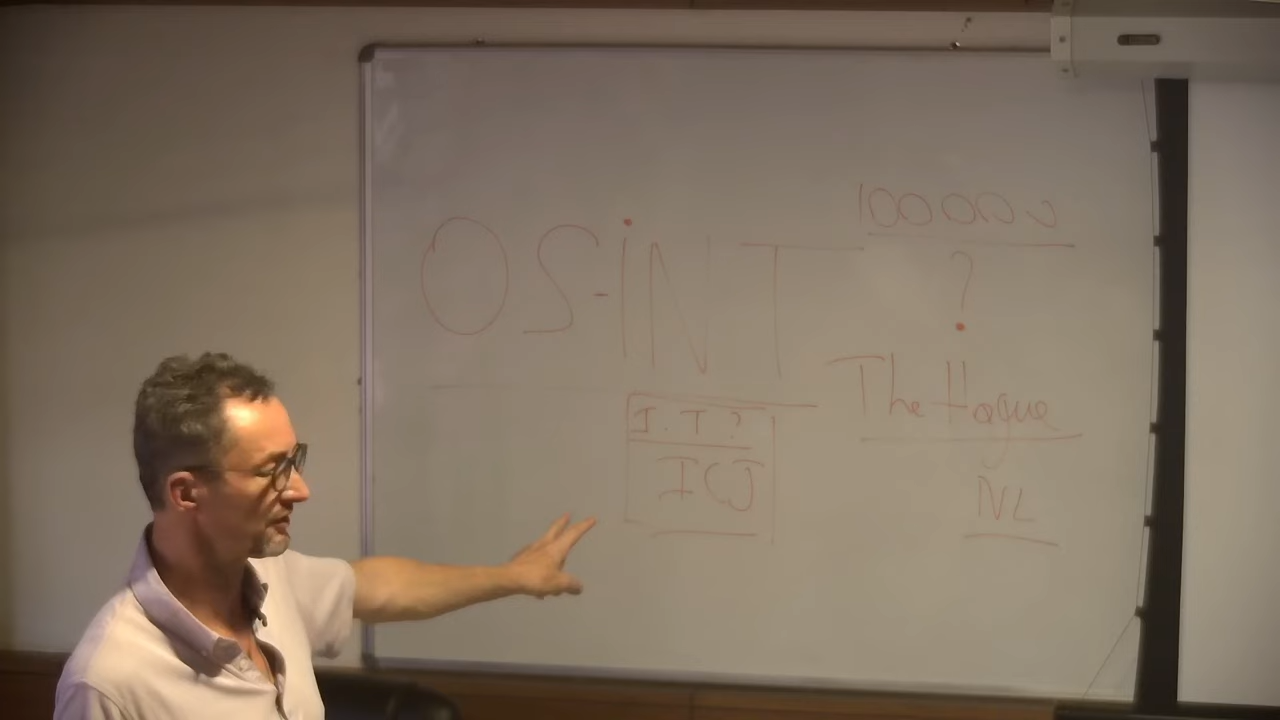 OS-iNT
I.T?
ICJ
100000
?
The Hague
NL